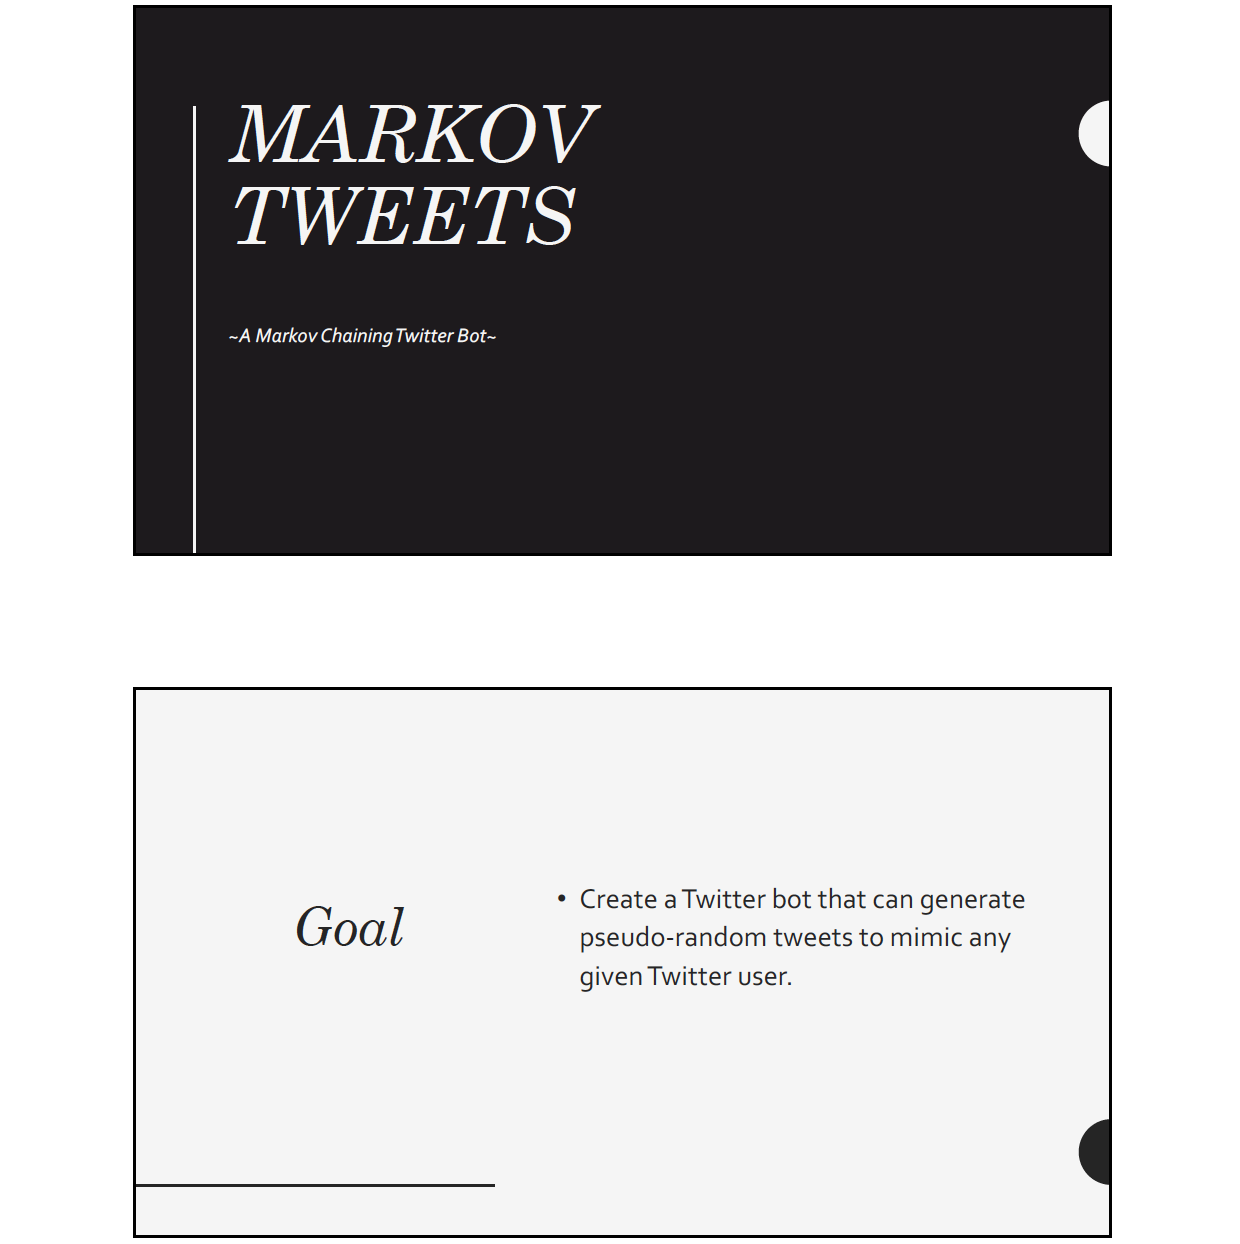 MARKOV
TWEETS
~A Markov Chaining Twitter Bot~
Goal
• Create a Twitter bot that can generate
pseudo-random tweets to mimic any
given Twitter user.